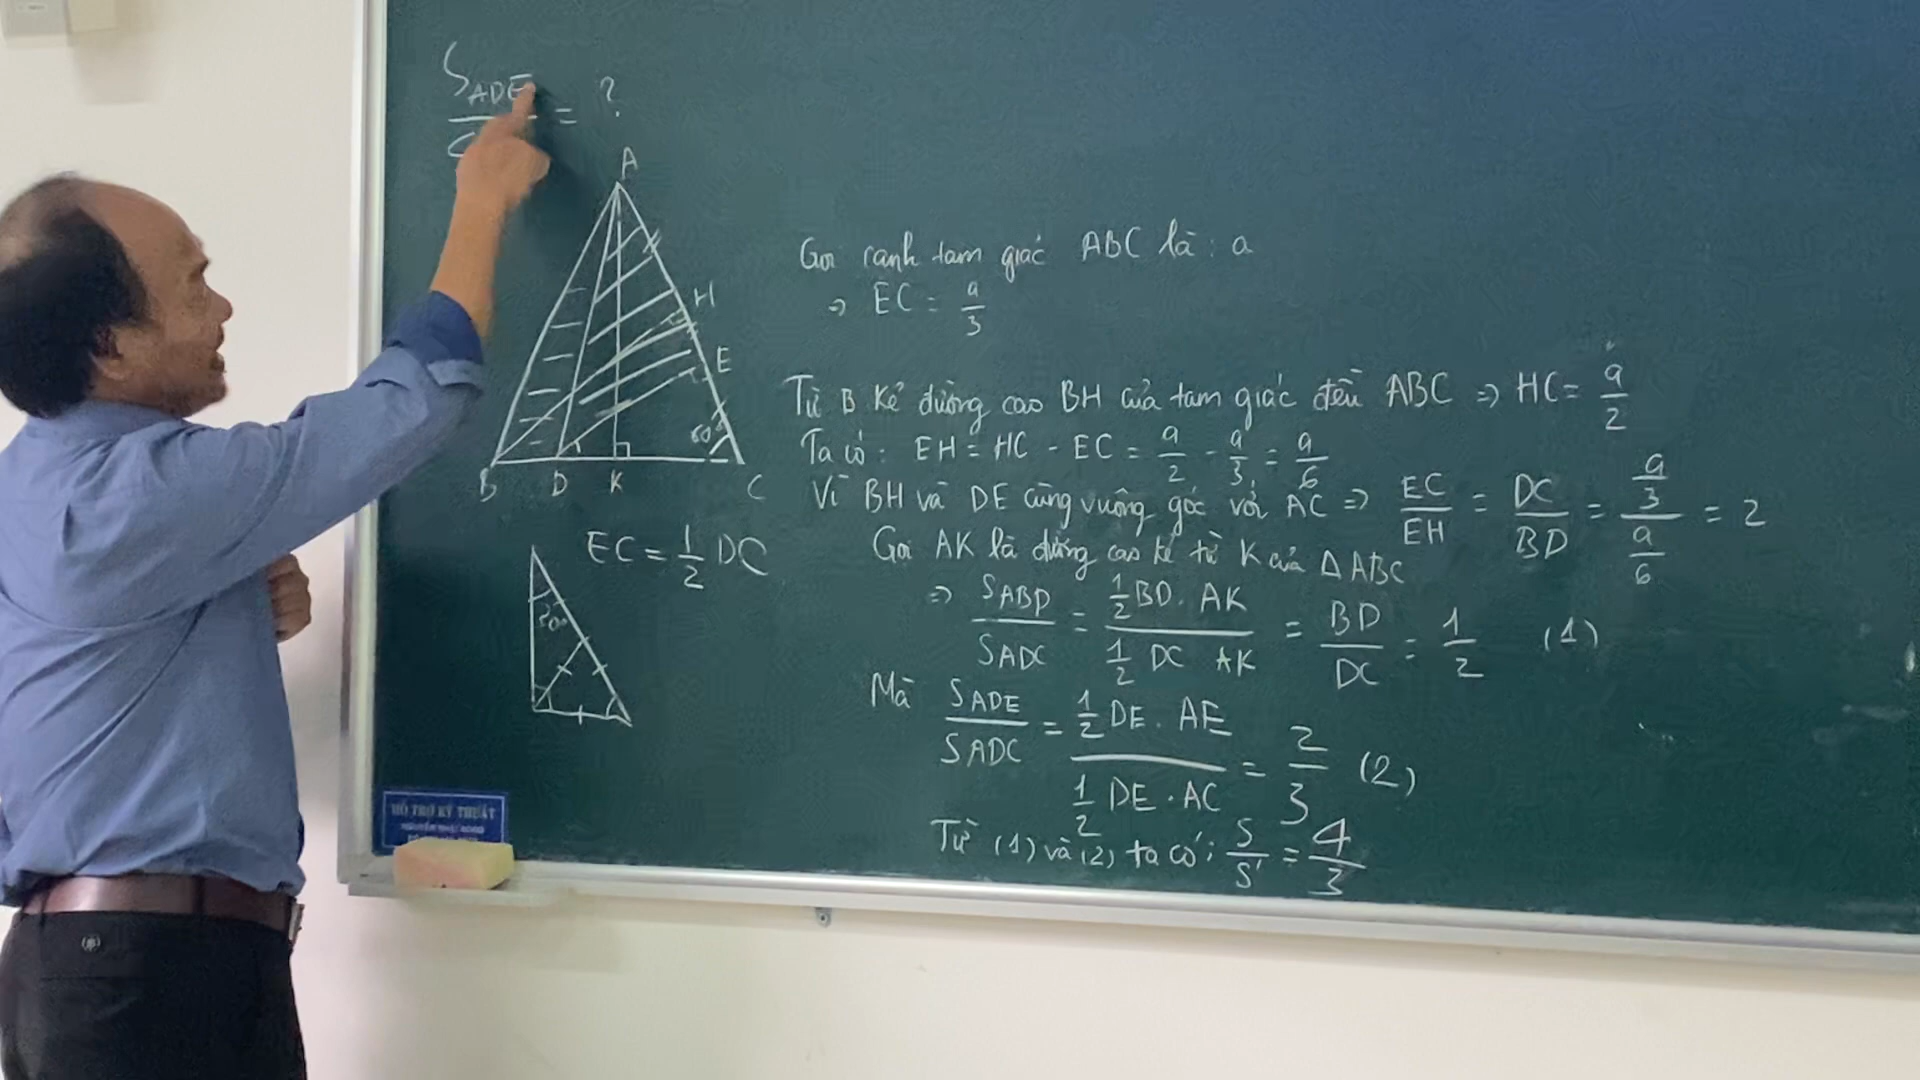 S_ADE / = ?
A
H
E
60°
B D K C
EC = 1/2 DC
30°
Gọi cạnh tam giác ABC là: a
⇒ EC = a/3
Từ B kẻ đường cao BH của tam giác đều ABC ⇒ HC = a/2
Ta có: EH = HC - EC = a/2 - a/3 = a/6
Vì BH và DE cùng vuông góc với AC ⇒ EC/EH = DC/BD = (a/3)/(a/6) = 2
Gọi AK là đường cao kẻ từ K của Δ ABC
⇒ S_ABD/S_ADC = (1/2 BD. AK)/(1/2 DC AK) = BD/DC = 1/2 (1)
Mà S_ADE/S_ADC = (1/2 DE. AE)/(1/2 DE. AC) = 2/3 (2)
Từ (1) và (2) ta có: S/S' = 4/3
HỖ TRỢ KỸ THUẬT